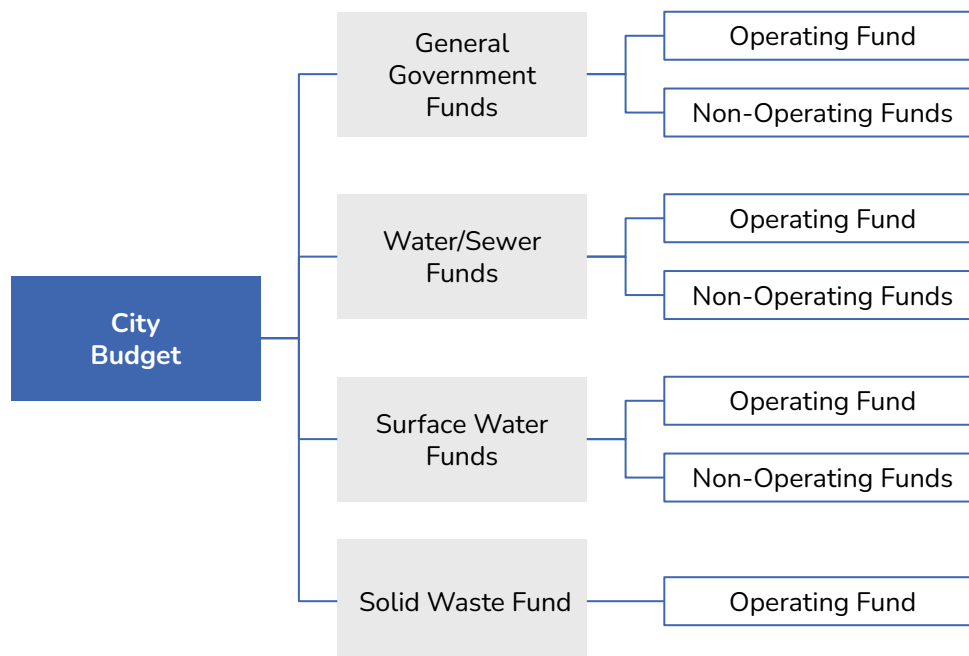 City
Budget
General
Government
Funds
Operating Fund
Non-Operating Funds
Water/Sewer
Funds
Operating Fund
Non-Operating Funds
Surface Water
Funds
Operating Fund
Non-Operating Funds
Solid Waste Fund
Operating Fund